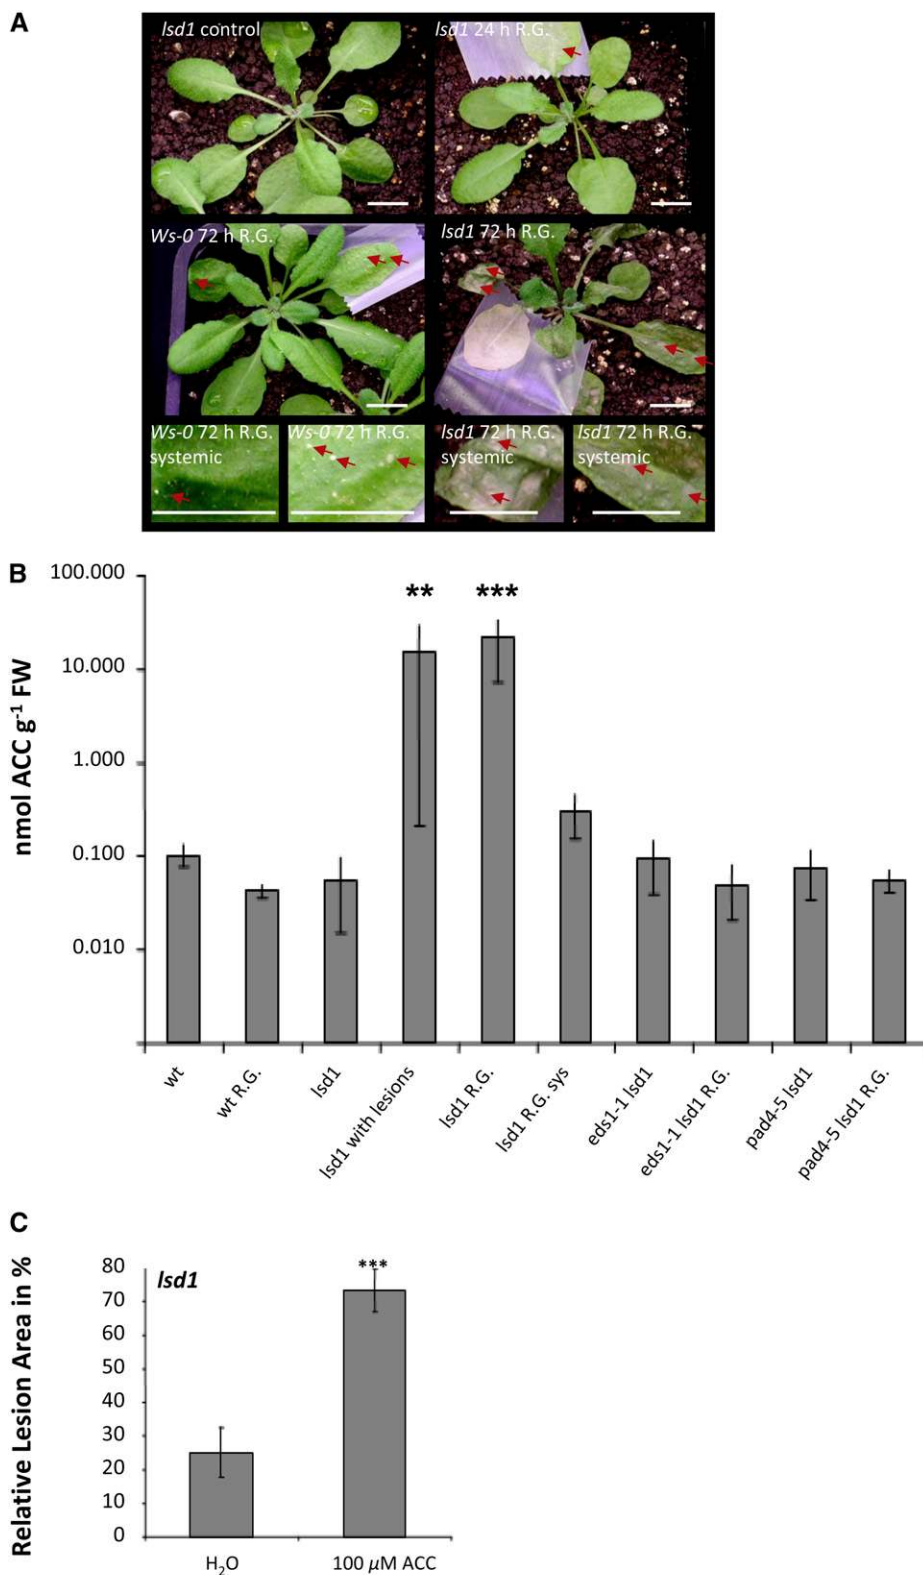 A
lsd1 control
lsd1 24 h R.G.
Ws-0 72 h R.G.
lsd1 72 h R.G.
Ws-0 72 h R.G.
systemic
Ws-0 72 h R.G.
lsd1 72 h R.G.
systemic
lsd1 72 h R.G.
systemic
B
nmol ACC g⁻¹ FW
100.000
10.000
1.000
0.100
0.010
**
***
wt
wt R.G.
lsd1
lsd1 with lesions
lsd1 R.G.
lsd1 R.G. sys
eds1-1 lsd1
eds1-1 lsd1 R.G.
pad4-5 lsd1
pad4-5 lsd1 R.G.
C
Relative Lesion Area in %
80
70
60
50
40
30
20
10
0
lsd1
***
H₂O
100 µM ACC